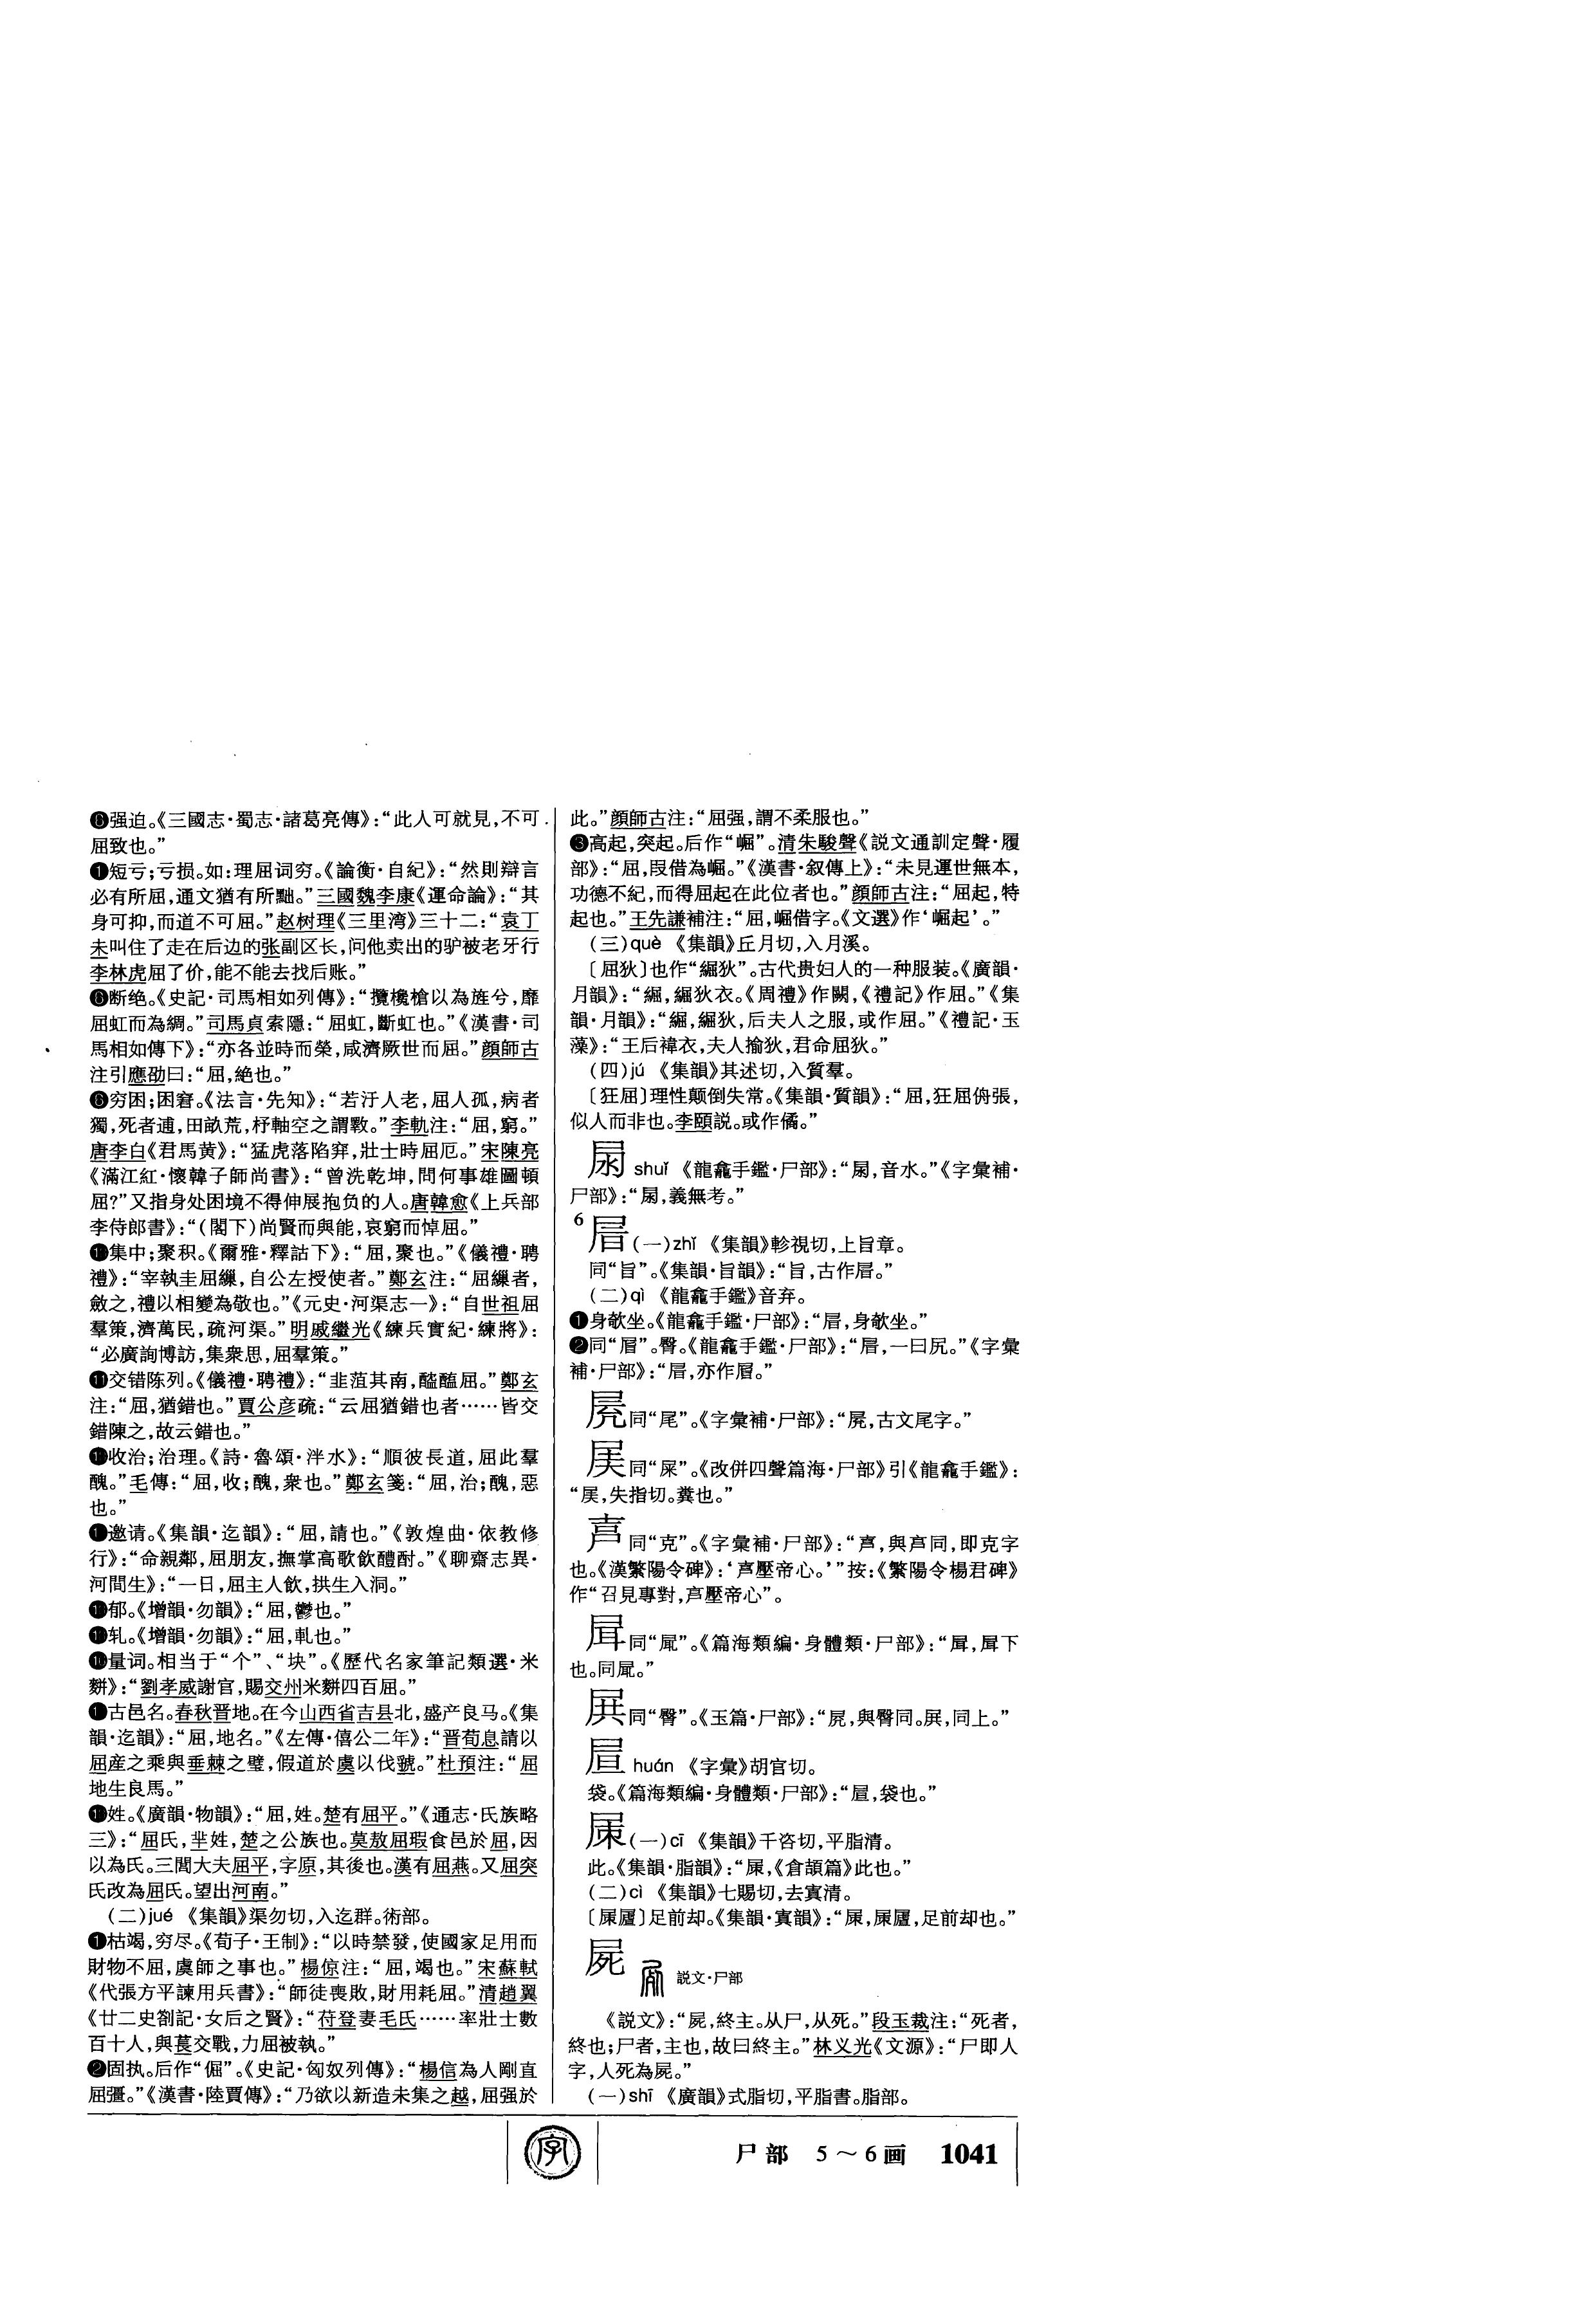 ❻强迫。《三國志·蜀志·諸葛亮傳》：“此人可就見，不可
屈致也。”
短亏；亏损。如：理屈词穷。《論衡·自紀》：“然則辯言
必有所屈，通文猶有所黜。”三國魏李康《運命論》：“其
身可抑，而道不可屈。”赵树理《三里湾》三十二：“袁丁
未叫住了走在后边的张副区长，问他卖出的驴被老牙行
李林虎屈了价，能不能去找后账。”
断绝。《史記·司馬相如列傳》：“攬欃槍以為旌兮，靡
屈虹而為綢。”司馬貞索隱：“屈虹，斷虹也。”《漢書·司
馬相如傳下》：“亦各並時而榮，咸濟厥世而屈。”顔師古
注引應劭曰：“屈，絶也。”
穷困；困窘。《法言·先知》：“若汙人老，屈人孤，病者
獨，死者逋，田畝荒，杼軸空之謂斁。”李軌注：“屈，窮。”
唐李白《君馬黄》：“猛虎落陷穽，壯士時屈厄。”宋陳亮
《滿江紅·懷韓子師尚書》：“曾洗乾坤，問何事雄圖頓
屈？”又指身处困境不得伸展抱负的人。唐韓愈《上兵部
李侍郎書》：“（閣下）尚賢而與能，哀窮而悼屈。”
集中；聚积。《爾雅·釋詁下》：“屈，聚也。”《儀禮·聘
禮》：“宰執圭屈繅，自公左授使者。”鄭玄注：“屈繅者，
斂之，禮以相變為敬也。”《元史·河渠志一》：“自世祖屈
羣策，濟萬民，疏河渠。”明戚繼光《練兵實紀·練將》：
“必廣詢博訪，集衆思，屈羣策。”
⓫交错陈列。《儀禮·聘禮》：“韭菹其南，醓醢屈。”鄭玄
注：“屈，猶錯也。”賈公彦疏：“云屈猶錯也者……皆交
錯陳之，故云錯也。”
收治；治理。《詩·魯頌·泮水》：“順彼長道，屈此羣
醜。”毛傳：“屈，收；醜，衆也。”鄭玄箋：“屈，治；醜，惡
也。”
邀请。《集韻·迄韻》：“屈，請也。”《敦煌曲·依教修
行》：“命親鄰，屈朋友，撫掌高歌飲醴酎。”《聊齋志異·
河間生》：“一日，屈主人飲，拱生入洞。”
郁。《增韻·勿韻》：“屈，鬱也。”
轧。《增韻·勿韻》：“屈，軋也。”
量词。相当于“个”、“块”。《歷代名家筆記類選·米
麪》：“劉孝威謝官，賜交州米麪四百屈。”
古邑名。春秋晋地。在今山西省吉县北，盛产良马。《集
韻·迄韻》：“屈，地名。”《左傳·僖公二年》：“晋荀息請以
屈産之乘與垂棘之璧，假道於虞以伐虢。”杜預注：“屈
地生良馬。”
姓。《廣韻·物韻》：“屈，姓。楚有屈平。”《通志·氏族略
三》：“屈氏，芈姓，楚之公族也。莫敖屈瑕食邑於屈，因
以為氏。三閭大夫屈平，字原，其後也。漢有屈燕。又屈突
氏改為屈氏。望出河南。”
（二）jué 《集韻》渠勿切，入迄群。術部。
❶枯竭，穷尽。《荀子·王制》：“以時禁發，使國家足用而
財物不屈，虞師之事也。”楊倞注：“屈，竭也。”宋蘇軾
《代張方平諫用兵書》：“師徒喪敗，財用耗屈。”清趙翼
《廿二史劄記·女后之賢》：“苻登妻毛氏……率壯士數
百十人，與萇交戰，力屈被執。”
❷固执。后作“倔”。《史記·匈奴列傳》：“楊信為人剛直
屈彊。”《漢書·陸賈傳》：“乃欲以新造未集之越，屈强於
此。”顔師古注：“屈强，謂不柔服也。”
❸高起，突起。后作“崛”。清朱駿聲《説文通訓定聲·履
部》：“屈，叚借為崛。”《漢書·叙傳上》：“未見運世無本，
功德不紀，而得屈起在此位者也。”顔師古注：“屈起，特
起也。”王先謙補注：“屈，崛借字。《文選》作‘崛起’。”
（三）què 《集韻》丘月切，入月溪。
〔屈狄〕也作“䋉狄”。古代贵妇人的一种服装。《廣韻·
月韻》：“䋉，䋉狄衣。《周禮》作闕，《禮記》作屈。”《集
韻·月韻》：“䋉，䋉狄，后夫人之服，或作屈。”《禮記·玉
藻》：“王后褘衣，夫人揄狄，君命屈狄。”
（四）jú 《集韻》其述切，入質羣。
〔狂屈〕理性颠倒失常。《集韻·質韻》：“屈，狂屈侜張，
似人而非也。李頤説。或作僪。”
shuǐ 《龍龕手鑑·尸部》：“，音水。”《字彙補·
尸部》：“，義無考。”
6
（一）zhǐ 《集韻》軫視切，上旨章。
同“旨”。《集韻·旨韻》：“旨，古作。”
（二）qì 《龍龕手鑑》音弃。
❶身欹坐。《龍龕手鑑·尸部》：“，身欹坐。”
❷同“”。臀。《龍龕手鑑·尸部》：“，一曰尻。”《字彙
補·尸部》：“，亦作。”
同“尾”。《字彙補·尸部》：“，古文尾字。”
同“屎”。《改併四聲篇海·尸部》引《龍龕手鑑》：
“，失指切。糞也。”
同“克”。《字彙補·尸部》：“，與同，即克字
也。《漢繁陽令碑》：‘壓帝心。’”按：《繁陽令楊君碑》
作“召見專對，壓帝心”。
同“”。《篇海類編·身體類·尸部》：“，下
也。同。”
同“臀”。《玉篇·尸部》：“，與臀同。，同上。”
huán 《字彙》胡官切。
袋。《篇海類編·身體類·尸部》：“，袋也。”
（一）cī 《集韻》千咨切，平脂清。
此。《集韻·脂韻》：“，《倉頡篇》此也。”
（二）cì 《集韻》七賜切，去寘清。
足前却。《集韻·寘韻》：“，足前却也。”
屍 説文·尸部
《説文》：“屍，終主。从尸，从死。”段玉裁注：“死者，
終也；尸者，主也，故曰終主。”林义光《文源》：“尸即人
字，人死為屍。”
（一）shī 《廣韻》式脂切，平脂書。脂部。
字
尸部 5～6画 1041